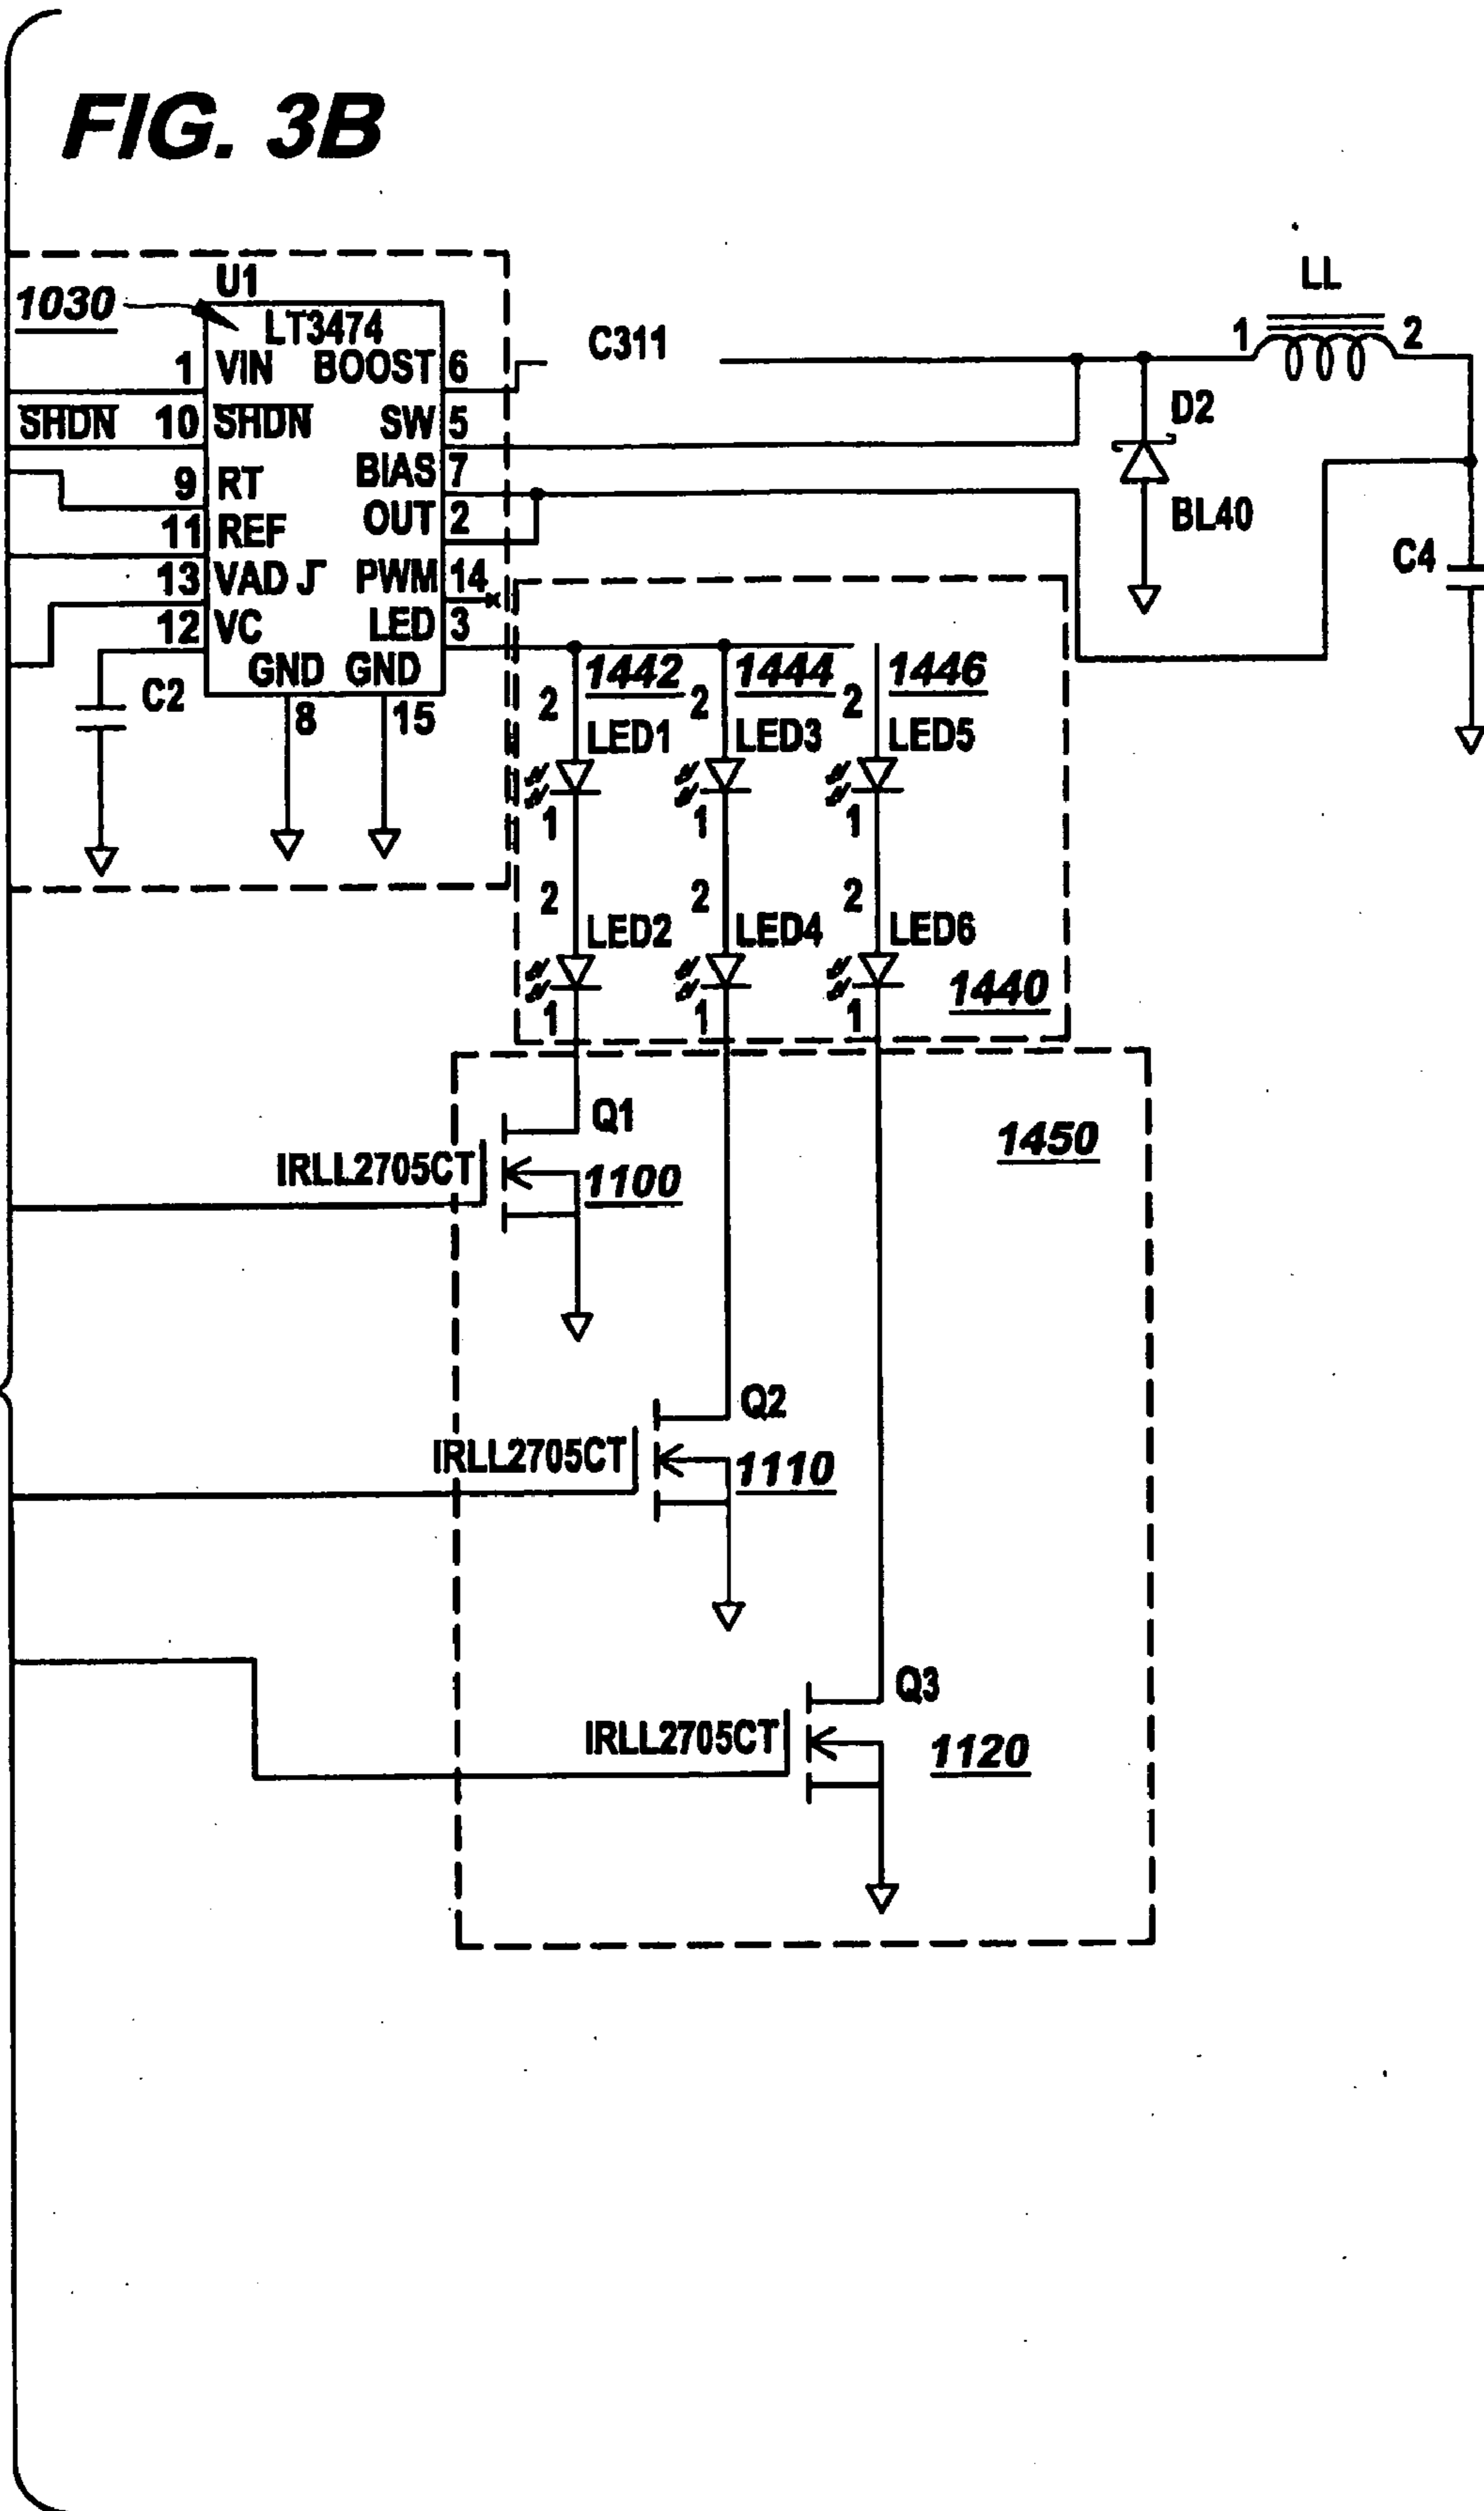 FIG. 3B
U1
1030
LT3474
LL
1 2
C311
1 VIN BOOST 6
SHDN 10 SHDN SW 5
D2
9 RT BIAS 7
11 REF OUT 2
BL40
C4
13 VADJ PWM 14
12 VC LED 3
GND GND
C2
8 15
1442 1444 1446
2 2 2
LED1 LED3 LED5
1 1 1
2 2 2
LED2 LED4 LED6
1440
1 1 1
Q1
1450
IRLL2705CT
1100
Q2
IRLL2705CT
1110
Q3
IRLL2705CT
1120